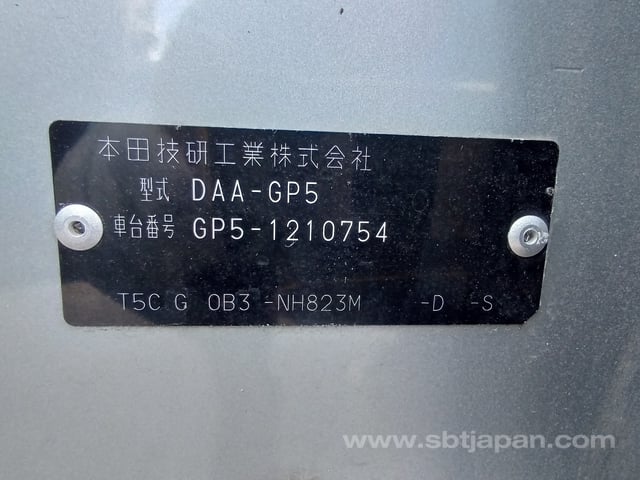 本田技研工業株式会社
型式 DAA-GP5
車台番号 GP5-1210754
T5C G 0B3 -NH823M -D -S
www.sbtjapan.com